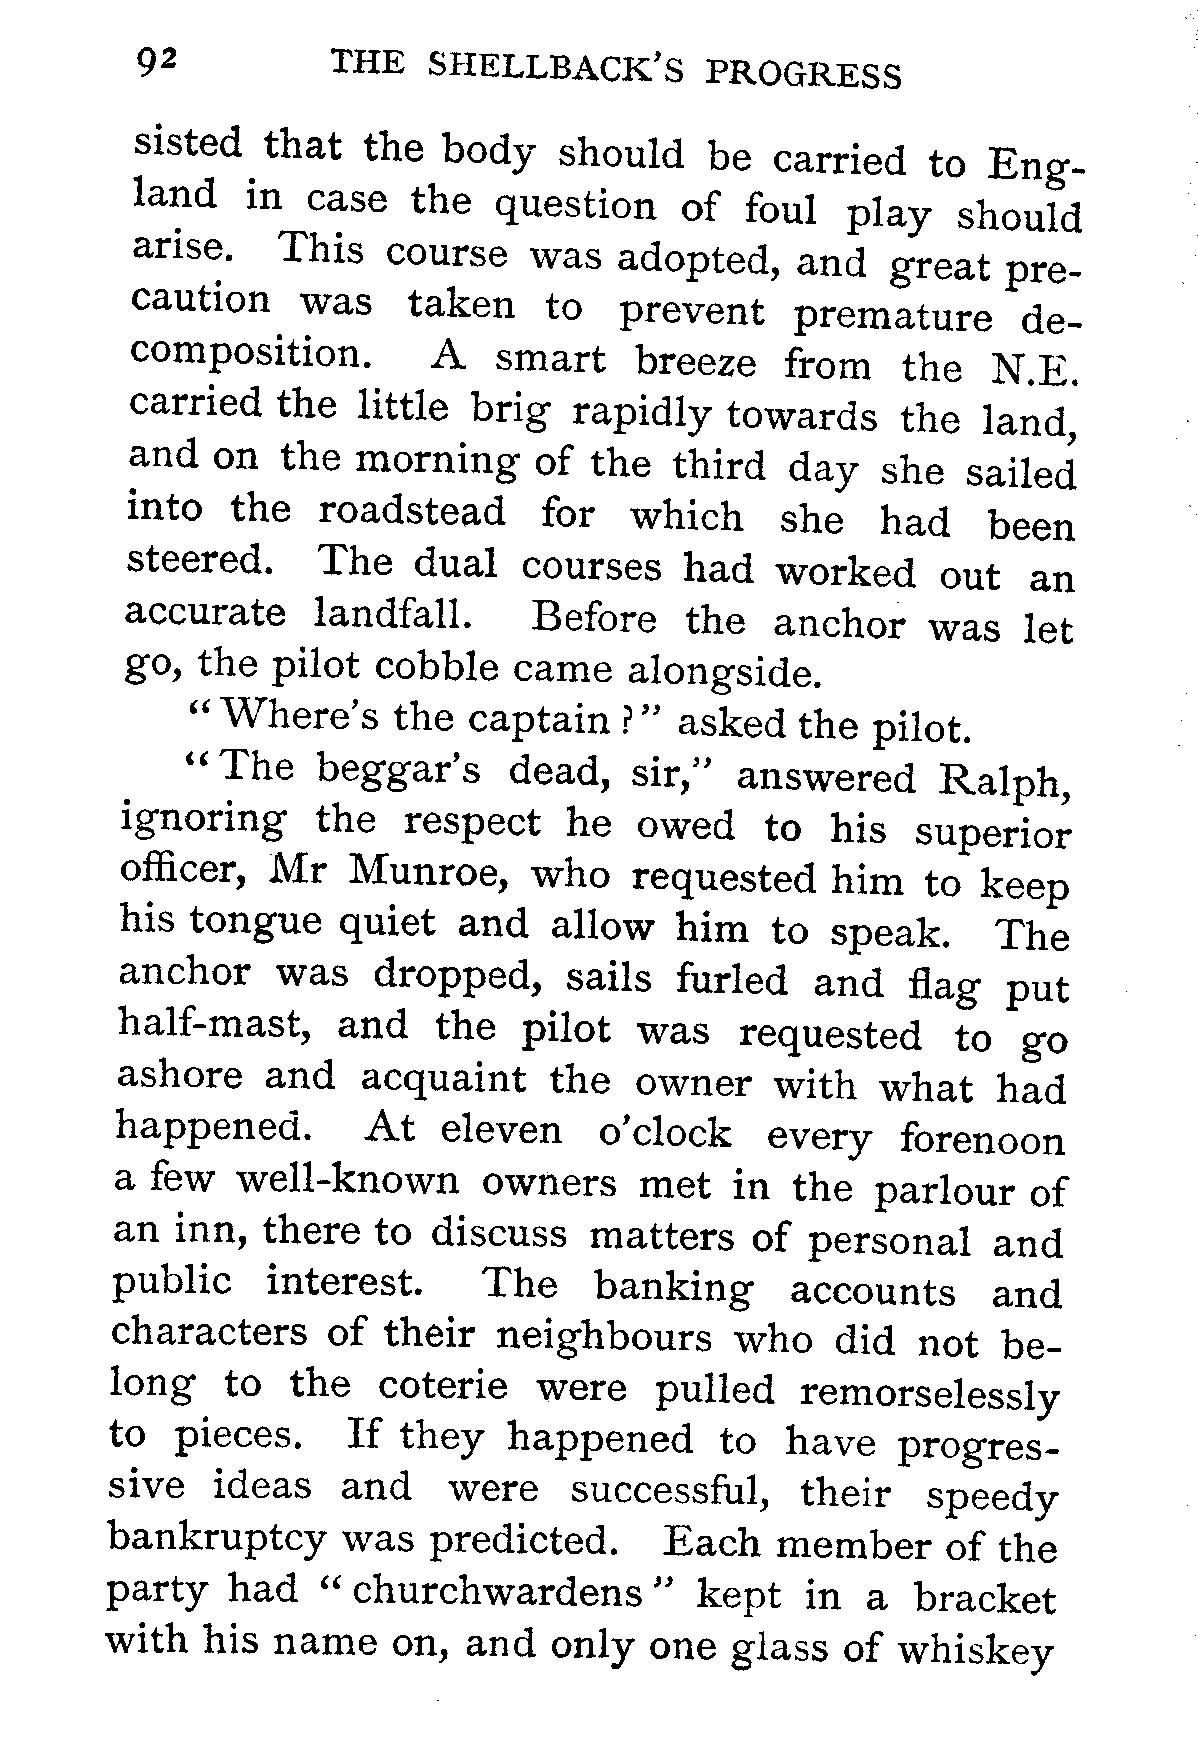 92 THE SHELLBACK'S PROGRESS
sisted that the body should be carried to Eng-
land in case the question of foul play should
arise. This course was adopted, and great pre-
caution was taken to prevent premature de-
composition. A smart breeze from the N.E.
carried the little brig rapidly towards the land,
and on the morning of the third day she sailed
into the roadstead for which she had been
steered. The dual courses had worked out an
accurate landfall. Before the anchor was let
go, the pilot cobble came alongside.
“Where's the captain?” asked the pilot.
“The beggar's dead, sir,” answered Ralph,
ignoring the respect he owed to his superior
officer, Mr Munroe, who requested him to keep
his tongue quiet and allow him to speak. The
anchor was dropped, sails furled and flag put
half-mast, and the pilot was requested to go
ashore and acquaint the owner with what had
happened. At eleven o'clock every forenoon
a few well-known owners met in the parlour of
an inn, there to discuss matters of personal and
public interest. The banking accounts and
characters of their neighbours who did not be-
long to the coterie were pulled remorselessly
to pieces. If they happened to have progres-
sive ideas and were successful, their speedy
bankruptcy was predicted. Each member of the
party had “churchwardens” kept in a bracket
with his name on, and only one glass of whiskey